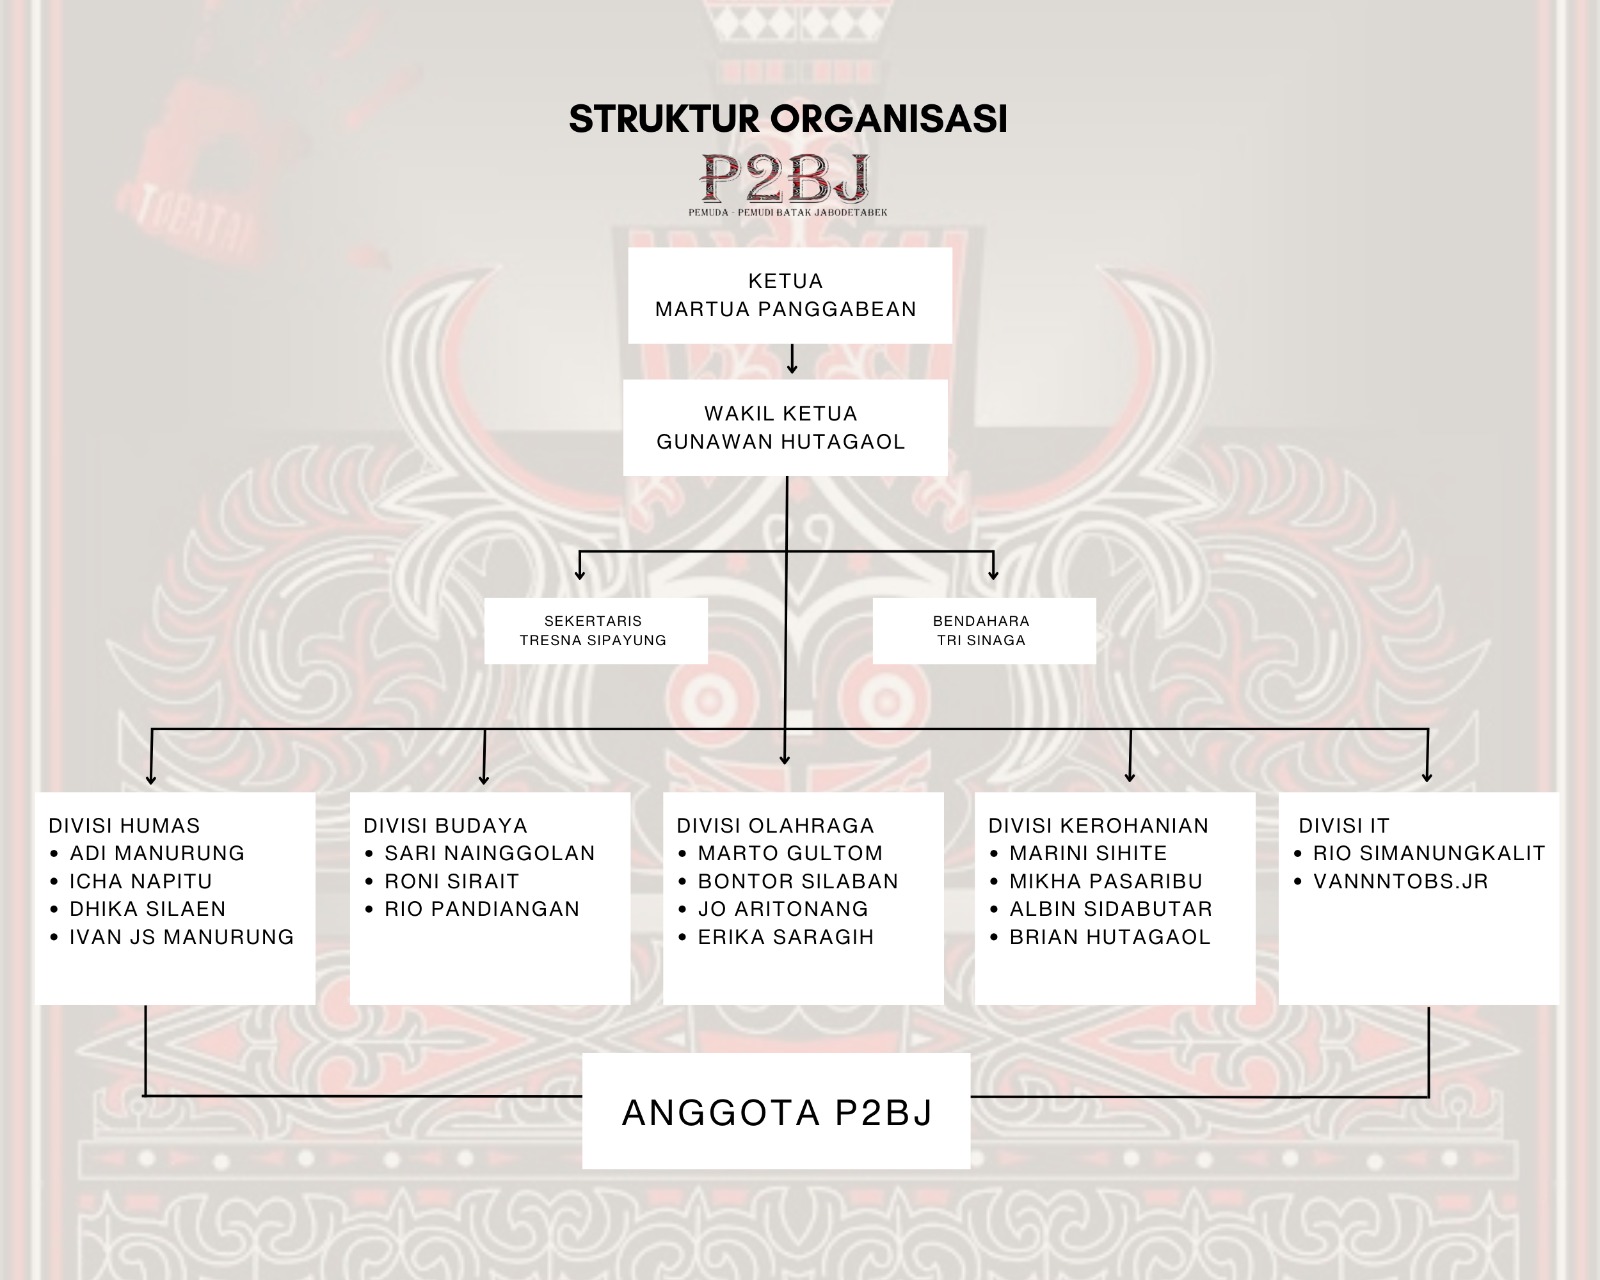 STRUKTUR ORGANISASI
P2BJ
PEMUDA - PEMUDI BATAK JABODETABEK
KETUA
MARTUA PANGGABEAN
WAKIL KETUA
GUNAWAN HUTAGAOL
SEKERTARIS
TRESNA SIPAYUNG
BENDAHARA
TRI SINAGA
DIVISI HUMAS
• ADI MANURUNG
• ICHA NAPITU
• DHIKA SILAEN
• IVAN JS MANURUNG
DIVISI BUDAYA
• SARI NAINGGOLAN
• RONI SIRAIT
• RIO PANDIANGAN
DIVISI OLAHRAGA
• MARTO GULTOM
• BONTOR SILABAN
• JO ARITONANG
• ERIKA SARAGIH
DIVISI KEROHANIAN
• MARINI SIHITE
• MIKHA PASARIBU
• ALBIN SIDABUTAR
• BRIAN HUTAGAOL
DIVISI IT
• RIO SIMANUNGKALIT
• VANNNTOBS.JR
ANGGOTA P2BJ